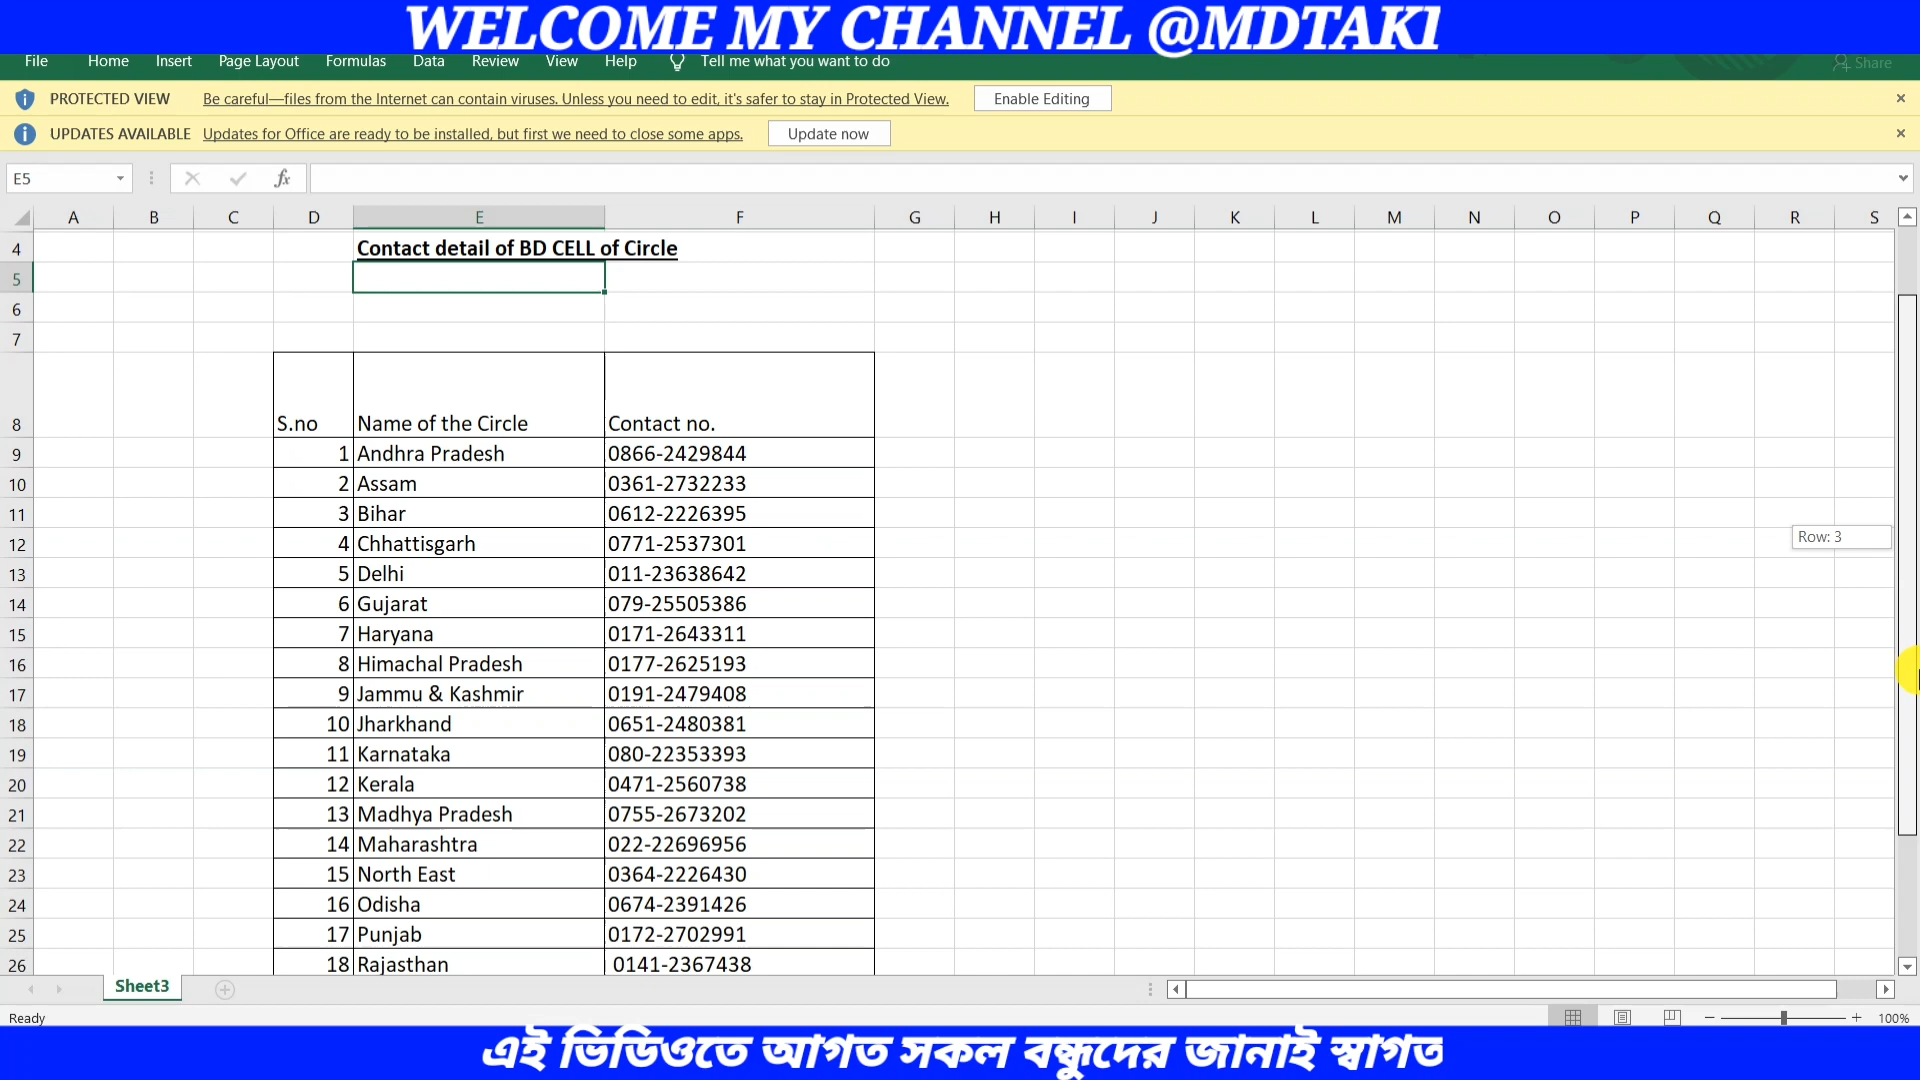 WELCOME MY CHANNEL @MDTAKI
File Home Insert Page Layout Formulas Data Review View Help Tell me what you want to do Share
PROTECTED VIEW Be careful—files from the Internet can contain viruses. Unless you need to edit, it's safer to stay in Protected View. Enable Editing
UPDATES AVAILABLE Updates for Office are ready to be installed, but first we need to close some apps. Update now
E5 fx
A B C D E F G H I J K L M N O P Q R S
4 Contact detail of BD CELL of Circle
5
6
7
8 S.no Name of the Circle Contact no.
9 1 Andhra Pradesh 0866-2429844
10 2 Assam 0361-2732233
11 3 Bihar 0612-2226395
12 4 Chhattisgarh 0771-2537301 Row: 3
13 5 Delhi 011-23638642
14 6 Gujarat 079-25505386
15 7 Haryana 0171-2643311
16 8 Himachal Pradesh 0177-2625193
17 9 Jammu & Kashmir 0191-2479408
18 10 Jharkhand 0651-2480381
19 11 Karnataka 080-22353393
20 12 Kerala 0471-2560738
21 13 Madhya Pradesh 0755-2673202
22 14 Maharashtra 022-22696956
23 15 North East 0364-2226430
24 16 Odisha 0674-2391426
25 17 Punjab 0172-2702991
26 18 Rajasthan 0141-2367438
Sheet3
Ready 100%
এই ভিডিওতে আগত সকল বন্ধুদের জানাই স্বাগত